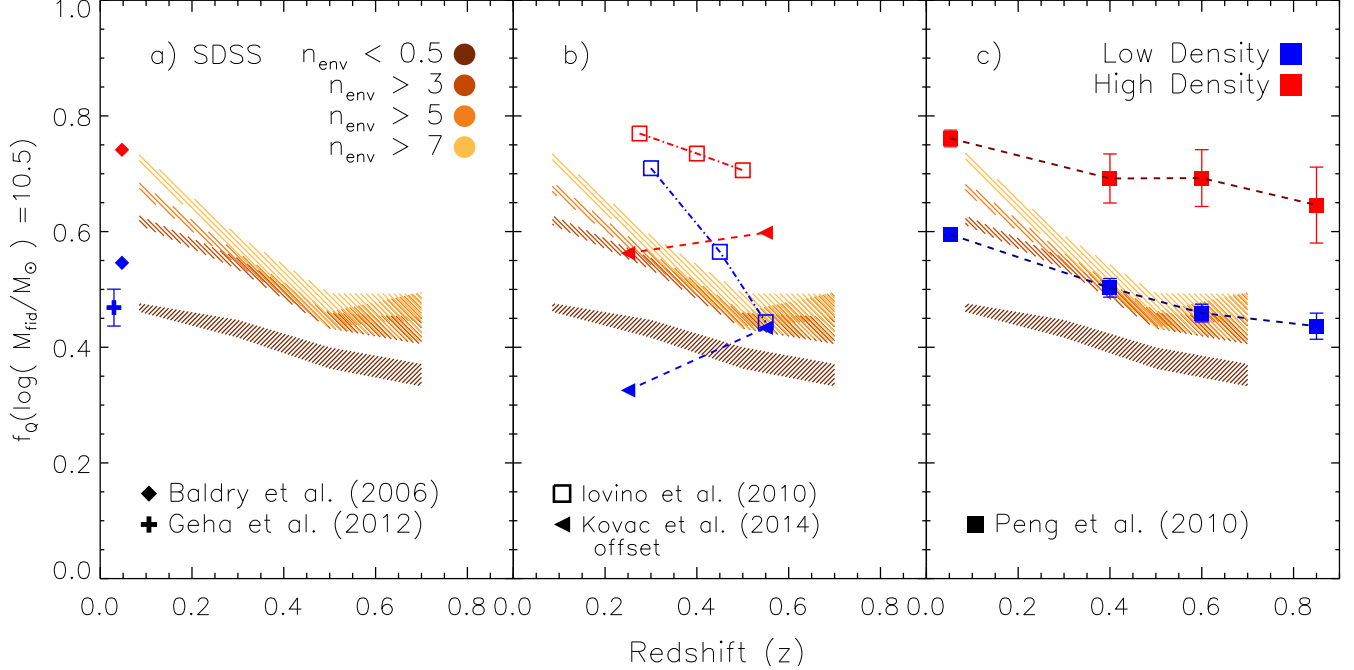 a) SDSS
n_env < 0.5
n_env > 3
n_env > 5
n_env > 7
Baldry et al. (2006)
Geha et al. (2012)
b)
Iovino et al. (2010)
Kovac et al. (2014)
offset
c)
Low Density
High Density
Peng et al. (2010)
f_Q(log( M_fid/M_⊙ ) =10.5)
1.0
0.8
0.6
0.4
0.2
0.0
0.0 0.2 0.4 0.6 0.8 0.0 0.2 0.4 0.6 0.8 0.0 0.2 0.4 0.6 0.8
Redshift (z)